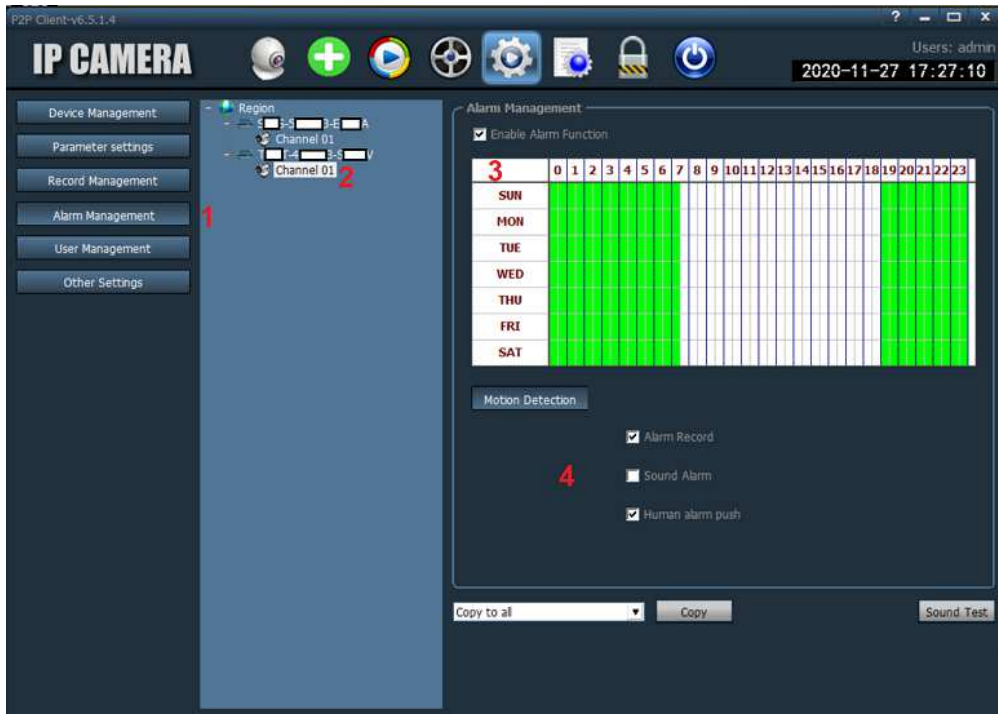 P2P Client-v6.5.1.4
? – □ x
IP CAMERA
Users: admin
2020-11-27 17:27:10
Device Management
Parameter settings
Record Management
Alarm Management
User Management
Other Settings
1
Region
Channel 01
Channel 01
2
Alarm Management
Enable Alarm Function
3 0 1 2 3 4 5 6 7 8 9 10 11 12 13 14 15 16 17 18 19 20 21 22 23
SUN
MON
TUE
WED
THU
FRI
SAT
Motion Detection
Alarm Record
4 Sound Alarm
Human alarm push
Copy to all Copy Sound Test